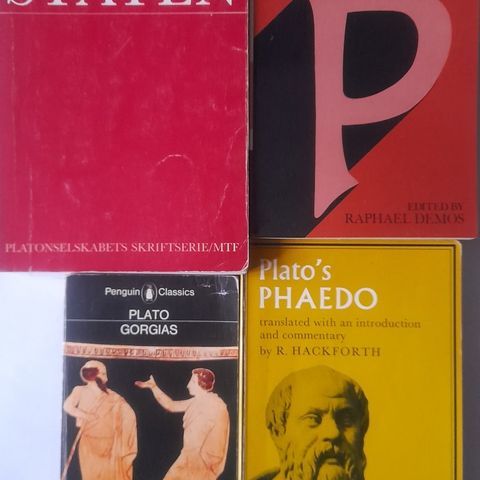 STATEN
PLATONSELSKABETS SKRIFTSERIE/MTF
P
EDITED BY
RAPHAEL DEMOS
Penguin Classics
PLATO
GORGIAS
Plato's
PHAEDO
translated with an introduction
and commentary
by R. HACKFORTH